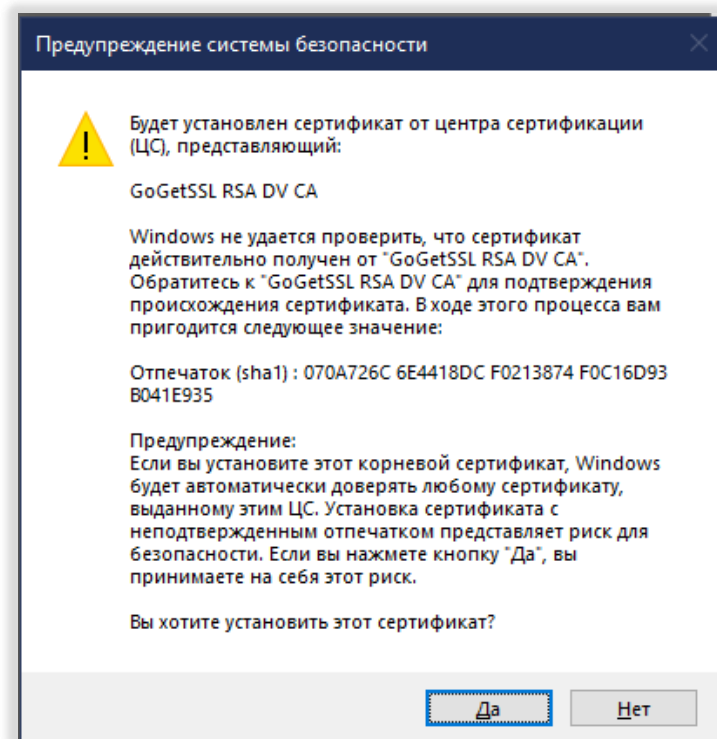 Предупреждение системы безопасности
Будет установлен сертификат от центра сертификации
(ЦС), представляющий:
GoGetSSL RSA DV CA
Windows не удается проверить, что сертификат
действительно получен от "GoGetSSL RSA DV CA".
Обратитесь к "GoGetSSL RSA DV CA" для подтверждения
происхождения сертификата. В ходе этого процесса вам
пригодится следующее значение:
Отпечаток (sha1) : 070A726C 6E4418DC F0213874 F0C16D93
B041E935
Предупреждение:
Если вы установите этот корневой сертификат, Windows
будет автоматически доверять любому сертификату,
выданному этим ЦС. Установка сертификата с
неподтвержденным отпечатком представляет риск для
безопасности. Если вы нажмете кнопку "Да", вы
принимаете на себя этот риск.
Вы хотите установить этот сертификат?
Да
Нет